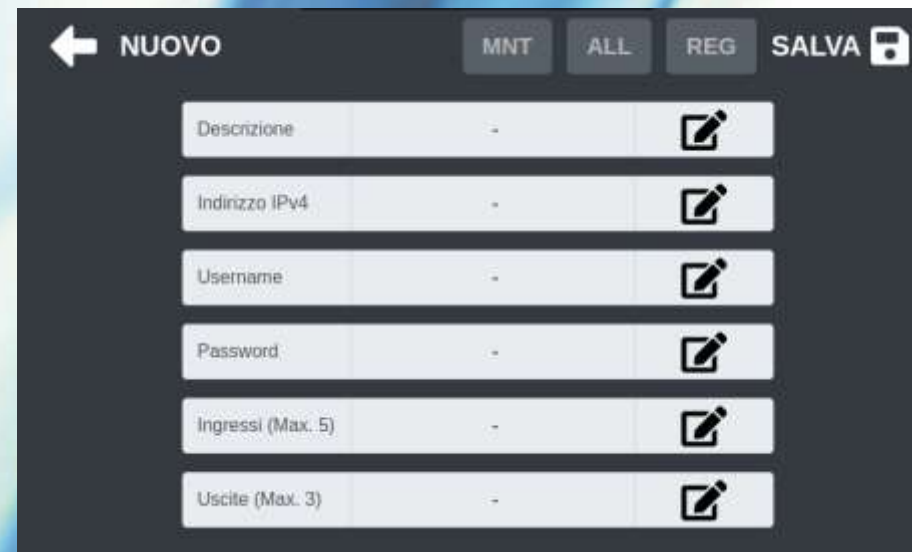 NUOVO MNT ALL REG SALVA
Descrizione -
Indirizzo IPv4 -
Username -
Password -
Ingressi (Max. 5) -
Uscite (Max. 3) -